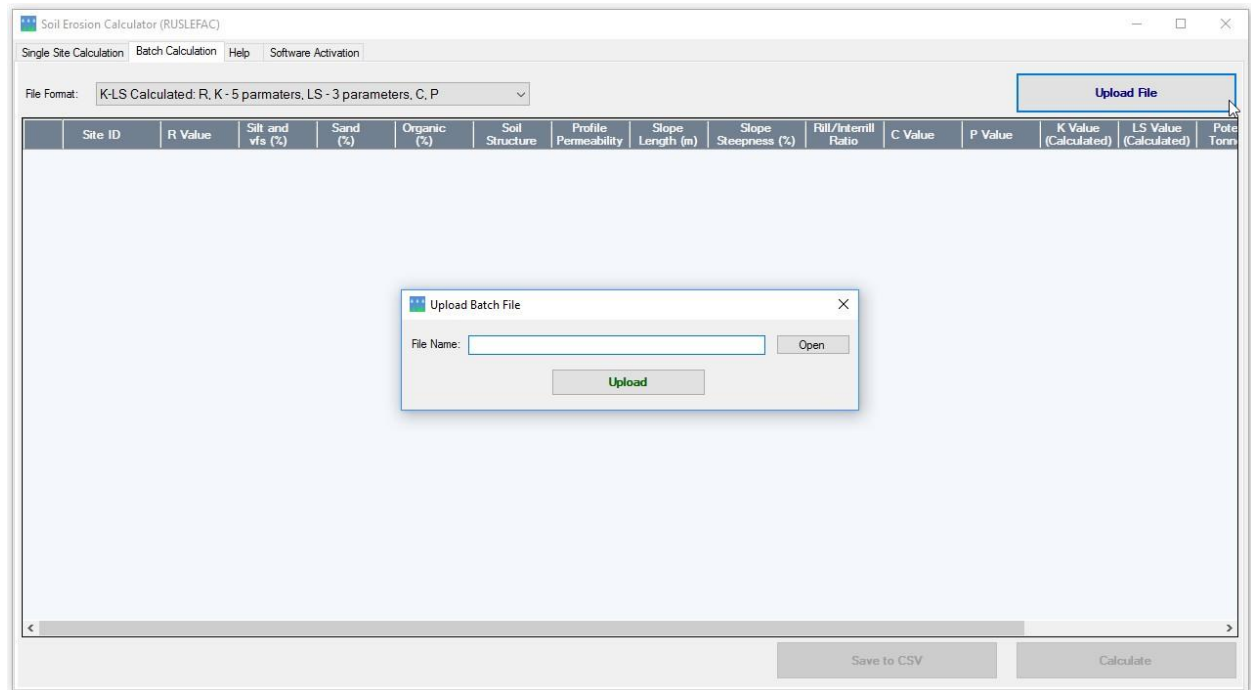 Soil Erosion Calculator (RUSLEFAC)
Single Site Calculation Batch Calculation Help Software Activation
File Format: K-LS Calculated: R, K - 5 parmaters, LS - 3 parameters, C, P Upload File
Site ID R Value Silt and vfs (%) Sand (%) Organic (%) Soil Structure Profile Permeability Slope Length (m) Slope Steepness (%) Rill/Interrill Ratio C Value P Value K Value (Calculated) LS Value (Calculated) Pote Tonn
Upload Batch File
File Name: Open
Upload
Save to CSV Calculate